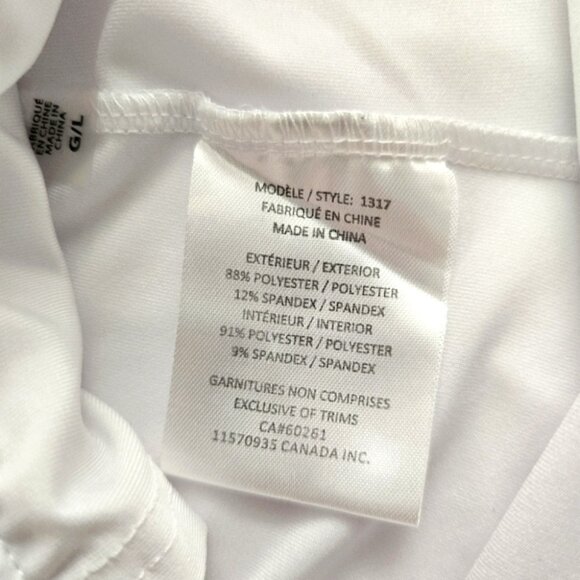 FABRIQUÉ
EN CHINE
MADE IN
CHINA
G/L
MODÈLE / STYLE: 1317
FABRIQUÉ EN CHINE
MADE IN CHINA
EXTÉRIEUR / EXTERIOR
88% POLYESTER / POLYESTER
12% SPANDEX / SPANDEX
INTÉRIEUR / INTERIOR
91% POLYESTER / POLYESTER
9% SPANDEX / SPANDEX
GARNITURES NON COMPRISES
EXCLUSIVE OF TRIMS
CA#60261
11570935 CANADA INC.